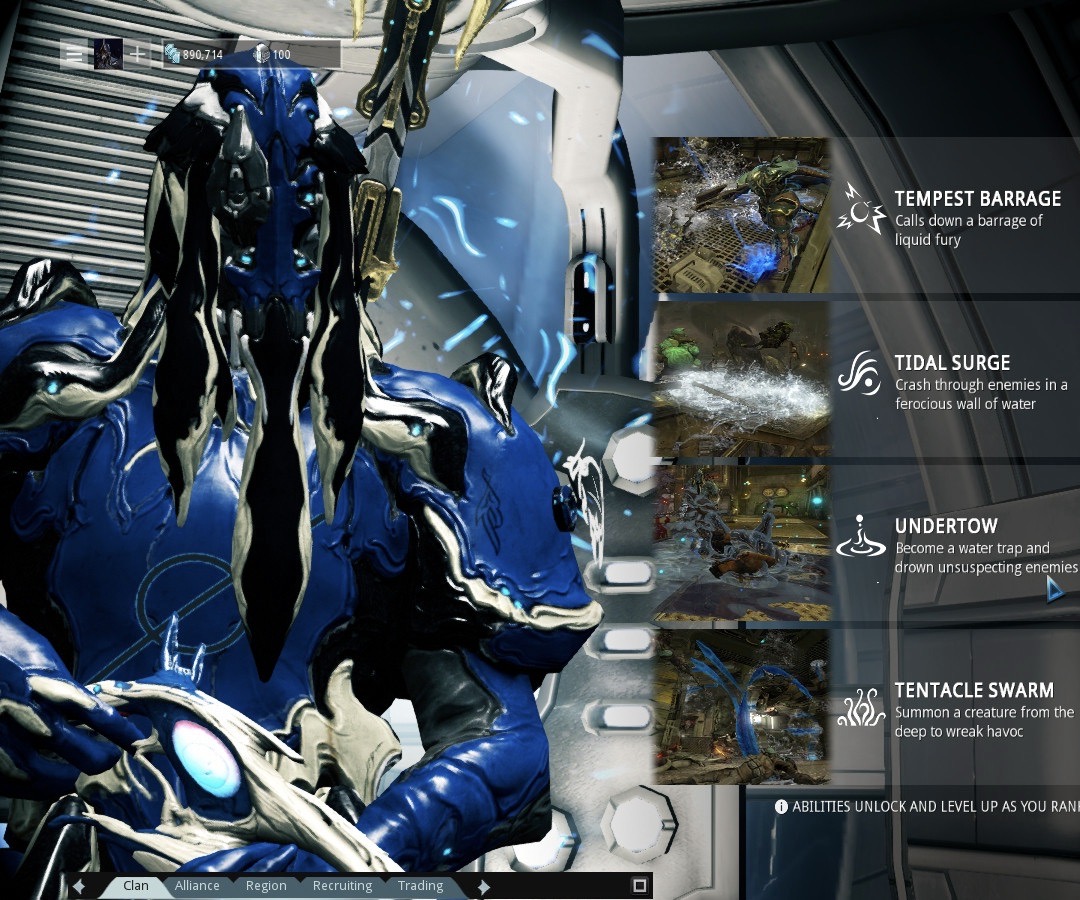 890,714 100
TEMPEST BARRAGE
Calls down a barrage of
liquid fury
TIDAL SURGE
Crash through enemies in a
ferocious wall of water
UNDERTOW
Become a water trap and
drown unsuspecting enemies
TENTACLE SWARM
Summon a creature from the
deep to wreak havoc
ABILITIES UNLOCK AND LEVEL UP AS YOU RAN
Clan Alliance Region Recruiting Trading